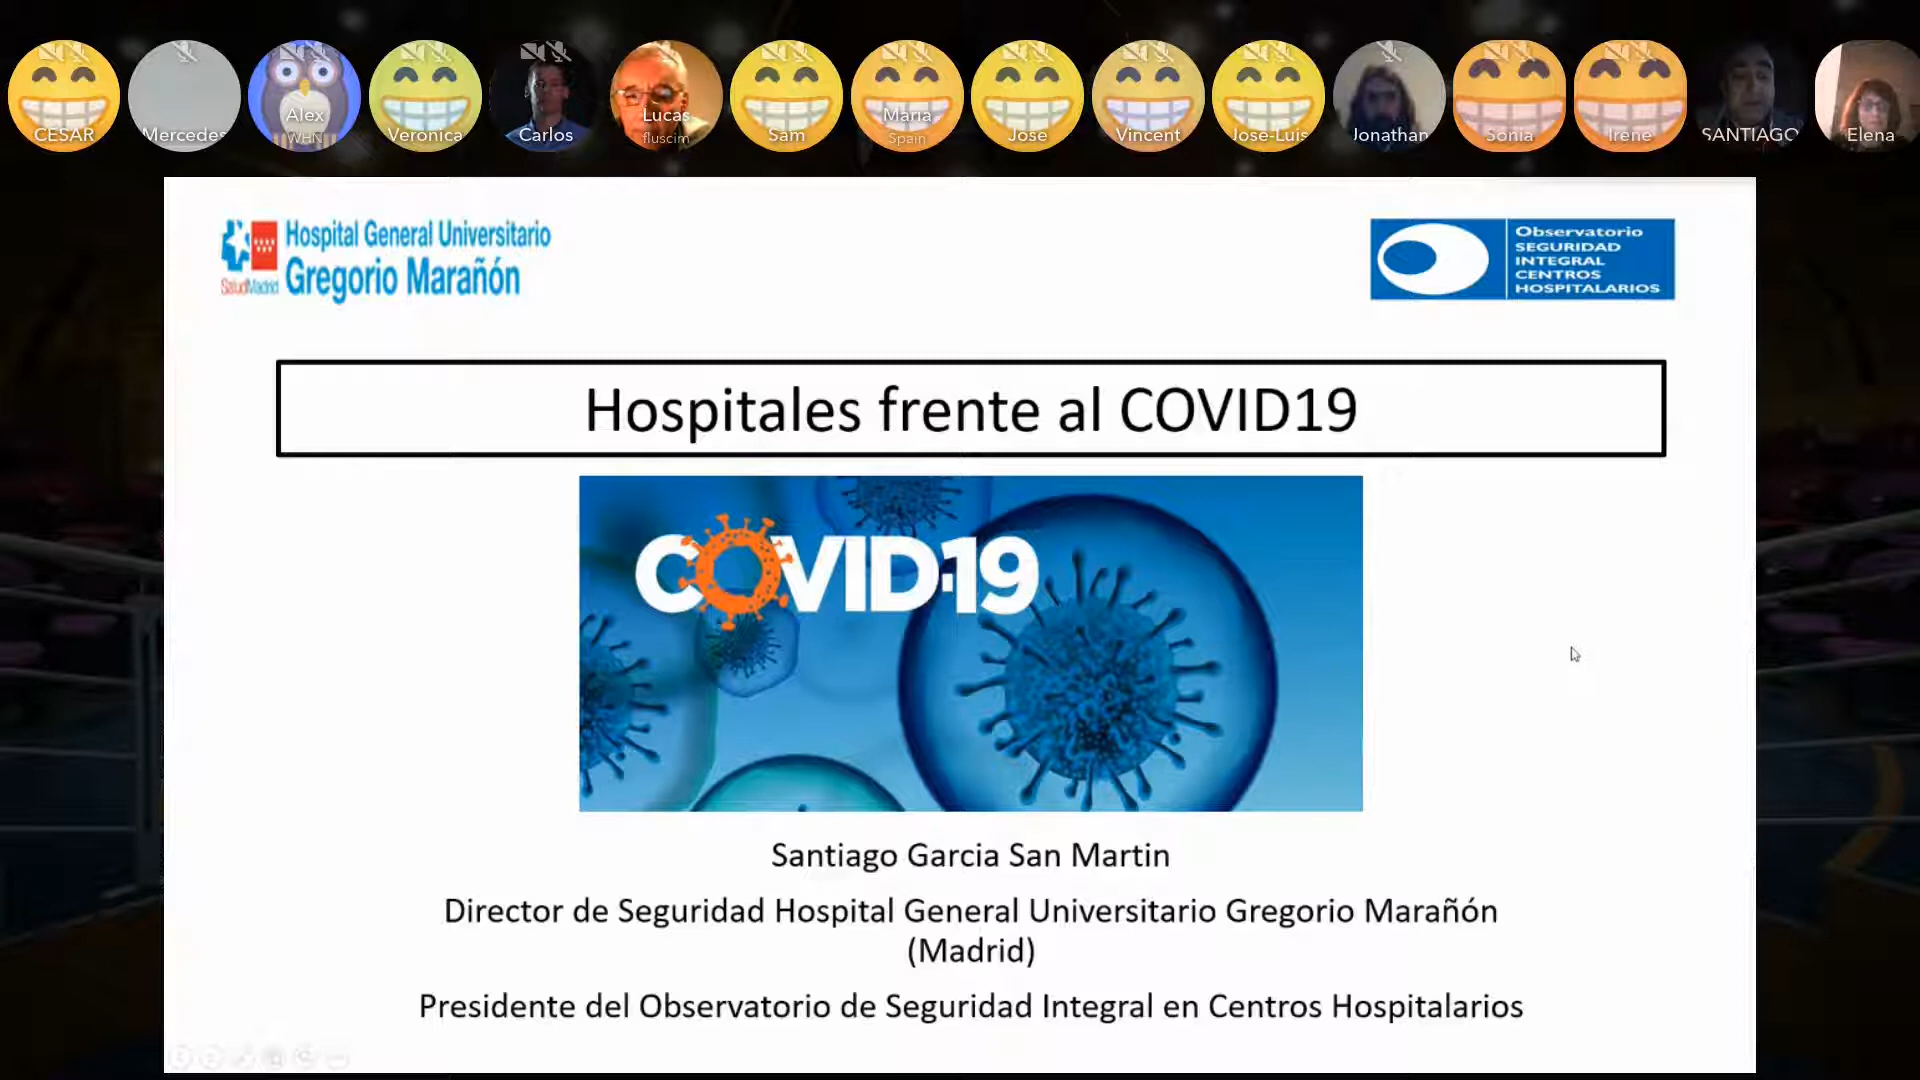 CESAR
Mercedes
Alex
WHN
Veronica
Carlos
Lucas
fluscim
Sam
Maria
Spain
Jose
Vincent
Jose-Luis
Jonathan
Sonia
Irene
SANTIAGO
Elena
Hospital General Universitario
Gregorio Marañón
SaludMadrid
Observatorio
SEGURIDAD
INTEGRAL
CENTROS
HOSPITALARIOS
Hospitales frente al COVID19
COVID-19
Santiago Garcia San Martin
Director de Seguridad Hospital General Universitario Gregorio Marañón
(Madrid)
Presidente del Observatorio de Seguridad Integral en Centros Hospitalarios